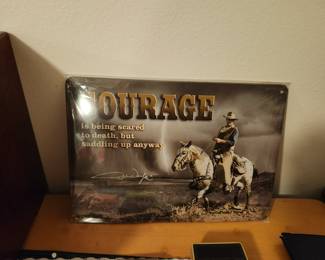 COURAGE
is being scared
to death, but
saddling up anyway